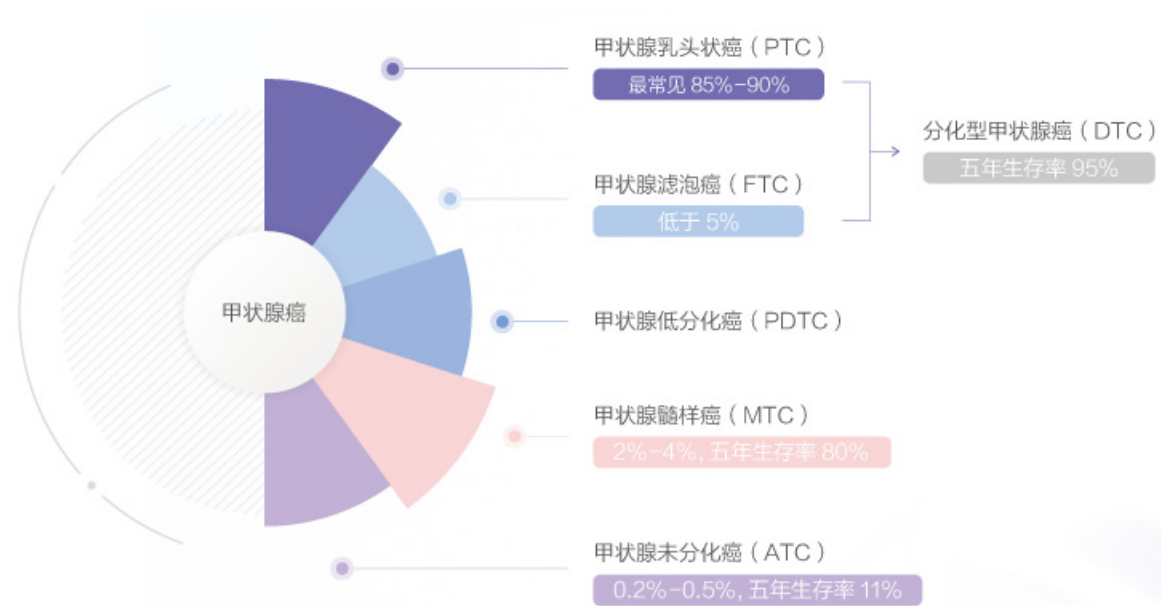 甲状腺乳头状癌（PTC）
最常见 85%-90%
分化型甲状腺癌（DTC）
五年生存率 95%
甲状腺滤泡癌（FTC）
低于 5%
甲状腺癌
甲状腺低分化癌（PDTC）
甲状腺髓样癌（MTC）
2%-4%, 五年生存率 80%
甲状腺未分化癌（ATC）
0.2%-0.5%, 五年生存率 11%